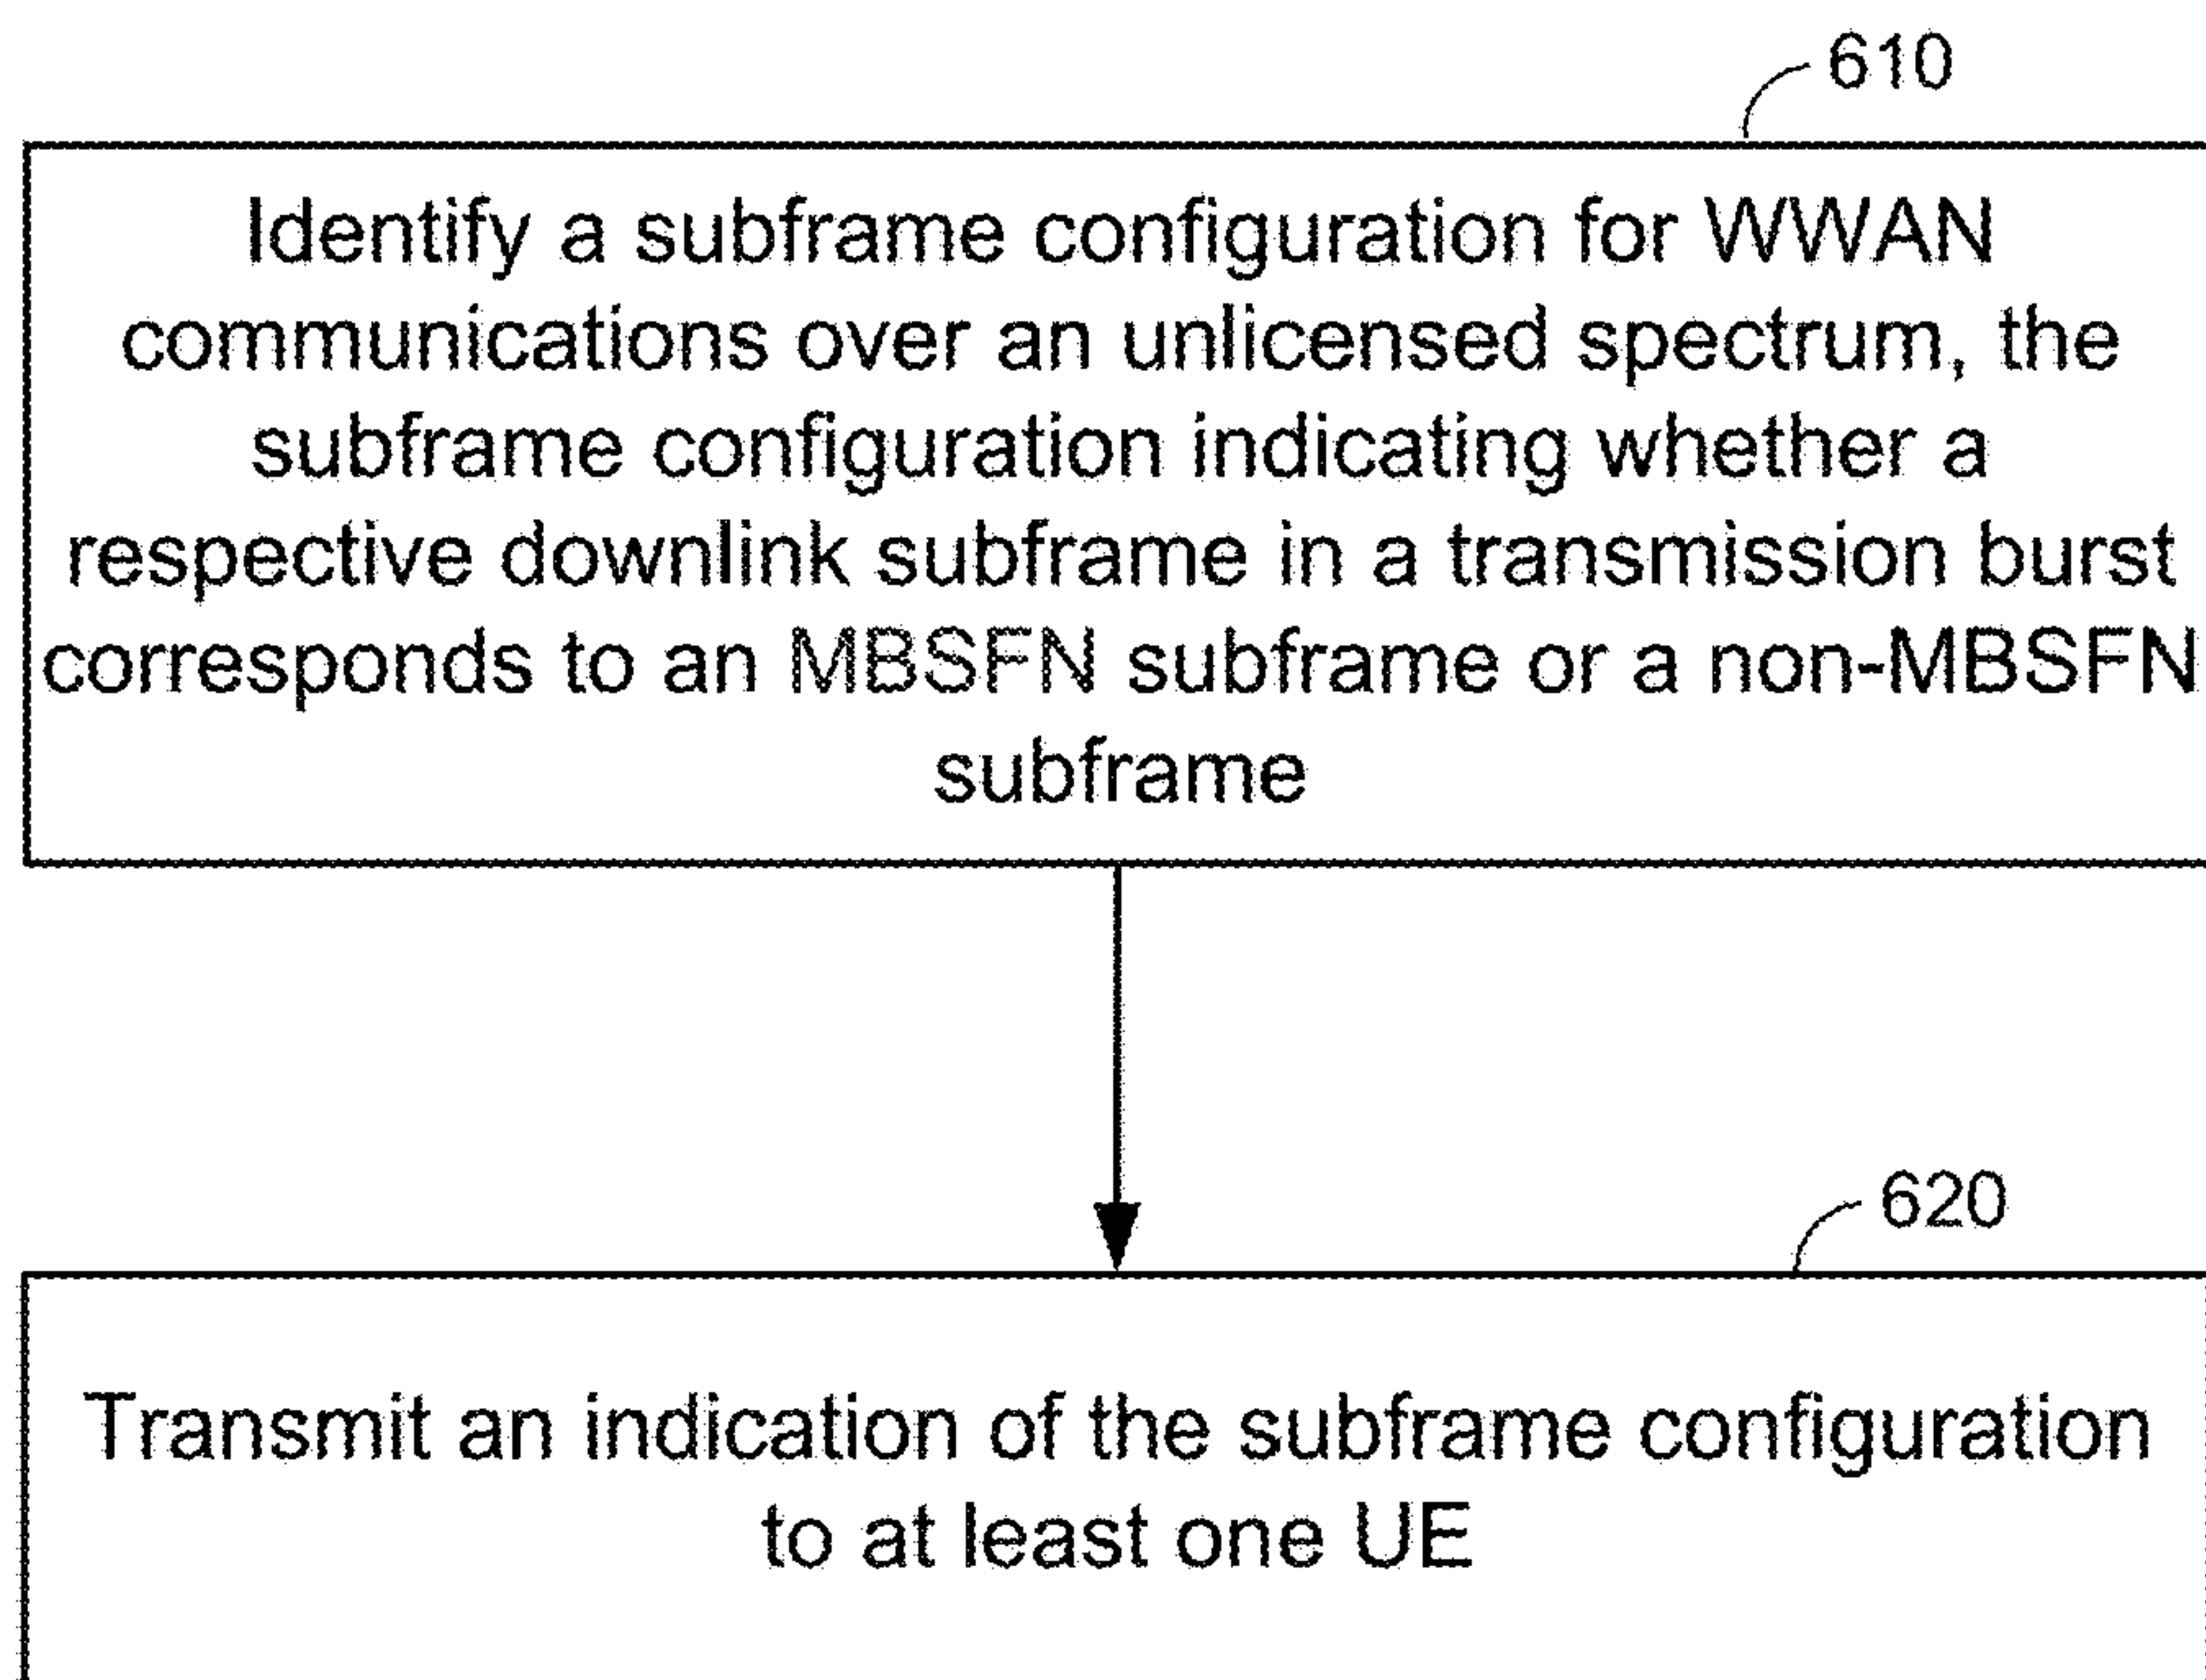 610
Identify a subframe configuration for WWAN
communications over an unlicensed spectrum, the
subframe configuration indicating whether a
respective downlink subframe in a transmission burst
corresponds to an MBSFN subframe or a non-MBSFN
subframe
620
Transmit an indication of the subframe configuration
to at least one UE